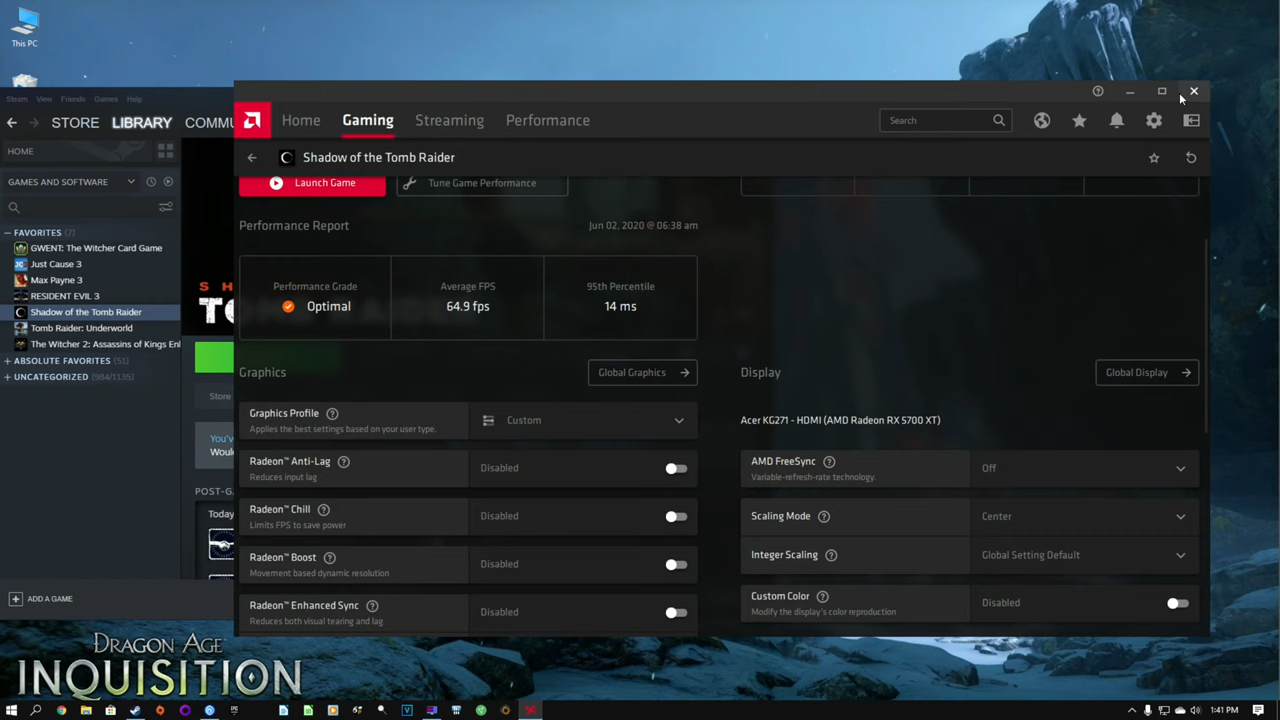 This PC
Steam View Friends Games Help
STORE LIBRARY COMMU
HOME
GAMES AND SOFTWARE
FAVORITES (7)
GWENT: The Witcher Card Game
Just Cause 3
Max Payne 3
RESIDENT EVIL 3
Shadow of the Tomb Raider
Tomb Raider: Underworld
The Witcher 2: Assassins of Kings En
ABSOLUTE FAVORITES (51)
UNCATEGORIZED (984/1135)
ADD A GAME
SH
TO
Store
You've
Would
POST-GA
Today
Home Gaming Streaming Performance
Search
Shadow of the Tomb Raider
Launch Game
Tune Game Performance
Performance Report
Jun 02, 2020 @ 06:38 am
Performance Grade
Optimal
Average FPS
64.9 fps
95th Percentile
14 ms
Graphics
Global Graphics
Graphics Profile
Applies the best settings based on your user type.
Custom
Radeon™ Anti-Lag
Reduces input lag
Disabled
Radeon™ Chill
Limits FPS to save power
Disabled
Radeon™ Boost
Movement based dynamic resolution
Disabled
Radeon™ Enhanced Sync
Reduces both visual tearing and lag
Disabled
Display
Global Display
Acer KG271 - HDMI (AMD Radeon RX 5700 XT)
AMD FreeSync
Variable-refresh-rate technology.
Off
Scaling Mode
Center
Integer Scaling
Global Setting Default
Custom Color
Modify the display's color reproduction
Disabled
DRAGON AGE
INQUISITION
1:41 PM